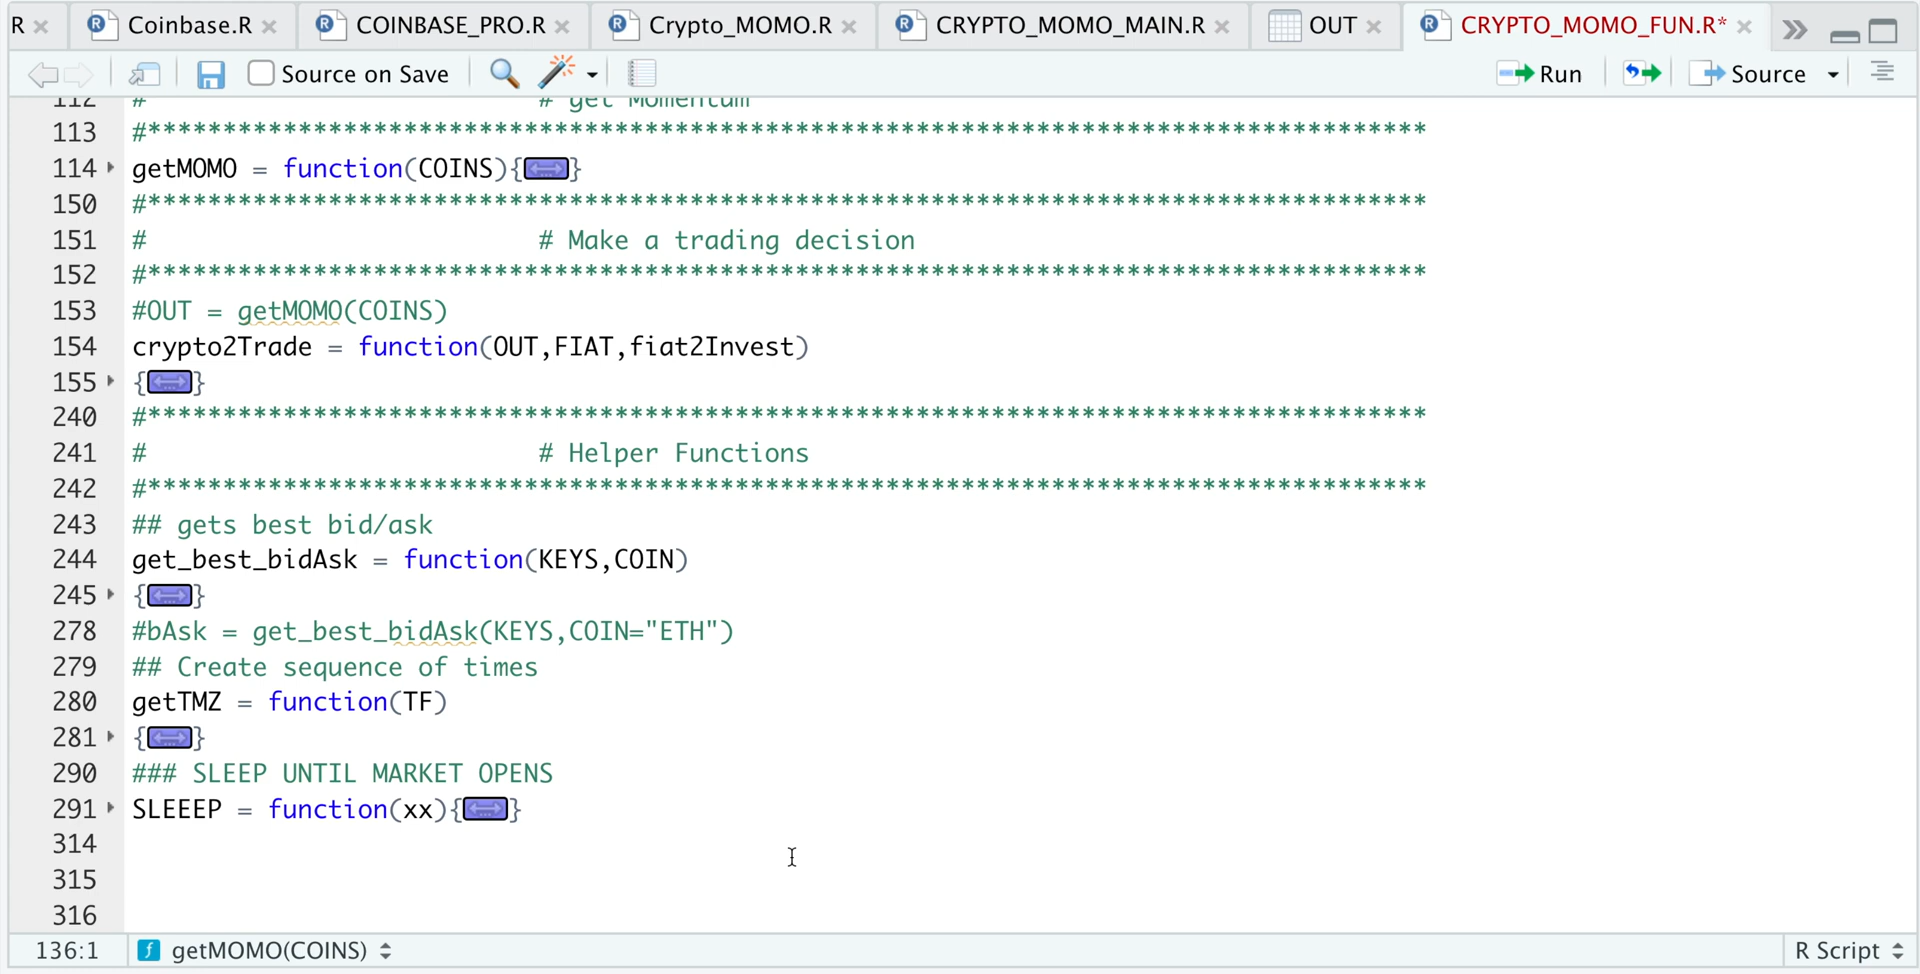 R Coinbase.R COINBASE_PRO.R Crypto_MOMO.R CRYPTO_MOMO_MAIN.R OUT CRYPTO_MOMO_FUN.R*
Source on Save Run Source
112 # # get Momentum
113 #*************************************************************************************
114 getMOMO = function(COINS){}
150 #*************************************************************************************
151 # # Make a trading decision
152 #*************************************************************************************
153 #OUT = getMOMO(COINS)
154 crypto2Trade = function(OUT,FIAT,fiat2Invest)
155 {}
240 #*************************************************************************************
241 # # Helper Functions
242 #*************************************************************************************
243 ## gets best bid/ask
244 get_best_bidAsk = function(KEYS,COIN)
245 {}
278 #bAsk = get_best_bidAsk(KEYS,COIN="ETH")
279 ## Create sequence of times
280 getTMZ = function(TF)
281 {}
290 ### SLEEP UNTIL MARKET OPENS
291 SLEEEP = function(xx){}
314
315
316
136:1 getMOMO(COINS) R Script